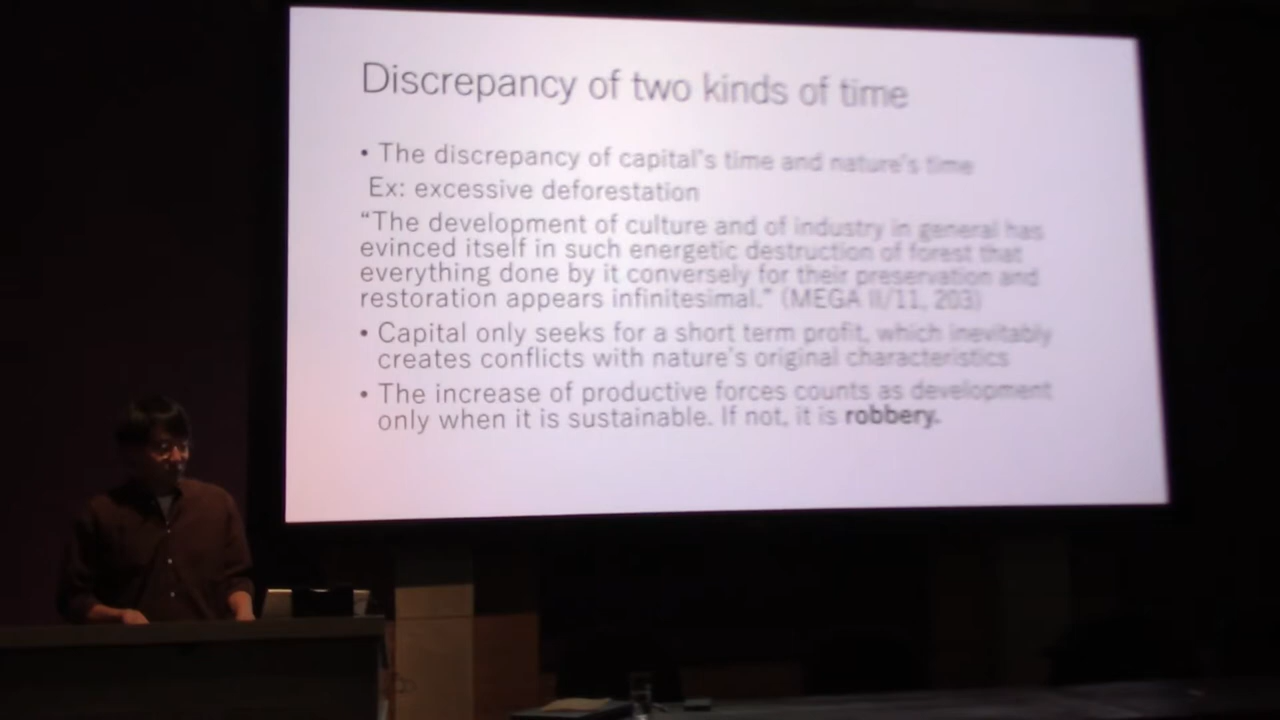 Discrepancy of two kinds of time
• The discrepancy of capital's time and nature's time
Ex: excessive deforestation
“The development of culture and of industry in general has
evinced itself in such energetic destruction of forest that
everything done by it conversely for their preservation and
restoration appears infinitesimal.” (MEGA II/11, 203)
• Capital only seeks for a short term profit, which inevitably
creates conflicts with nature's original characteristics
• The increase of productive forces counts as development
only when it is sustainable. If not, it is robbery.